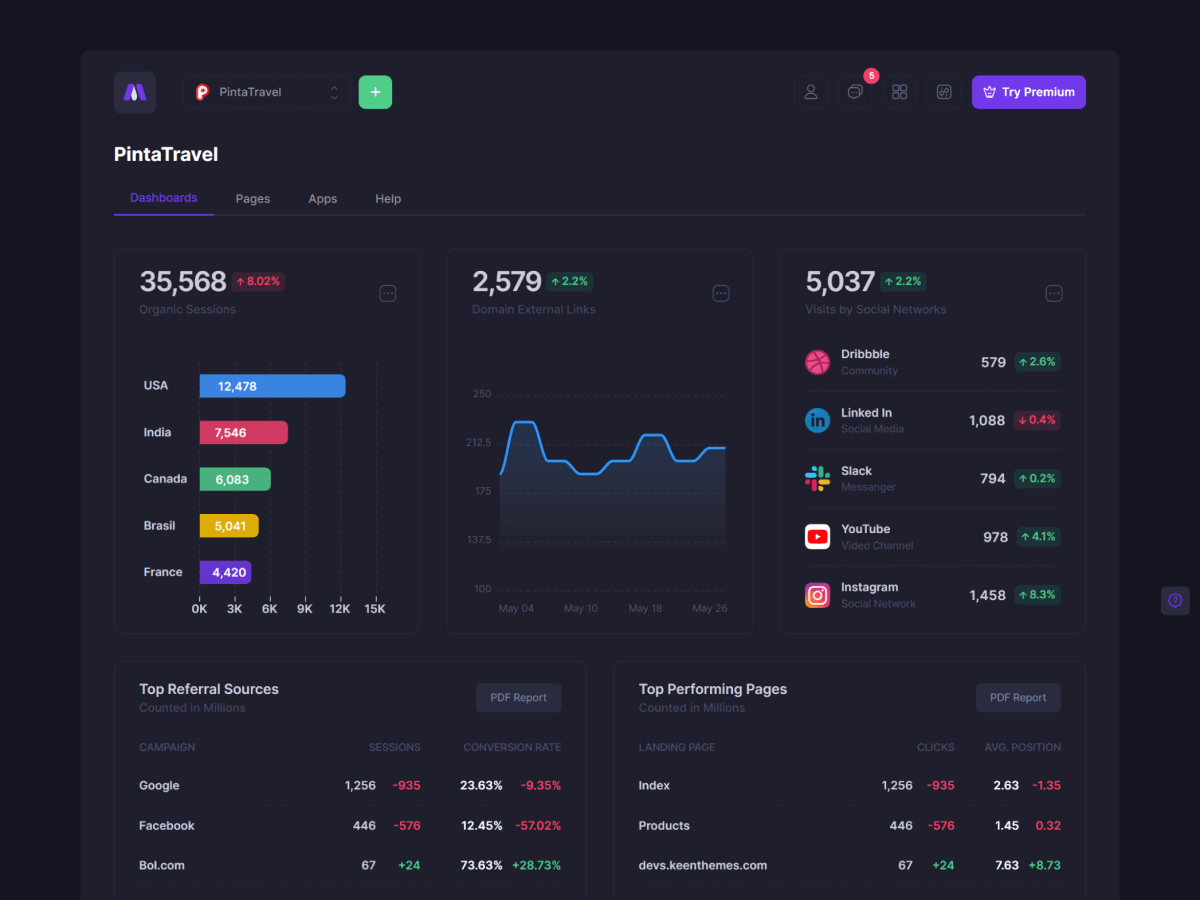 PintaTravel
+
5
Try Premium
PintaTravel
Dashboards Pages Apps Help
35,568 ↑ 8.02%
Organic Sessions
USA 12,478
India 7,546
Canada 6,083
Brasil 5,041
France 4,420
0K 3K 6K 9K 12K 15K
2,579 ↑ 2.2%
Domain External Links
250
212.5
175
137.5
100
May 04 May 10 May 18 May 26
5,037 ↑ 2.2%
Visits by Social Networks
Dribbble 579 ↑ 2.6%
Community
Linked In 1,088 ↓ 0.4%
Social Media
Slack 794 ↑ 0.2%
Messanger
YouTube 978 ↑ 4.1%
Video Channel
Instagram 1,458 ↑ 8.3%
Social Network
Top Referral Sources
Counted in Millions
PDF Report
CAMPAIGN SESSIONS CONVERSION RATE
Google 1,256 -935 23.63% -9.35%
Facebook 446 -576 12.45% -57.02%
Bol.com 67 +24 73.63% +28.73%
Top Performing Pages
Counted in Millions
PDF Report
LANDING PAGE CLICKS AVG. POSITION
Index 1,256 -935 2.63 -1.35
Products 446 -576 1.45 0.32
devs.keenthemes.com 67 +24 7.63 +8.73